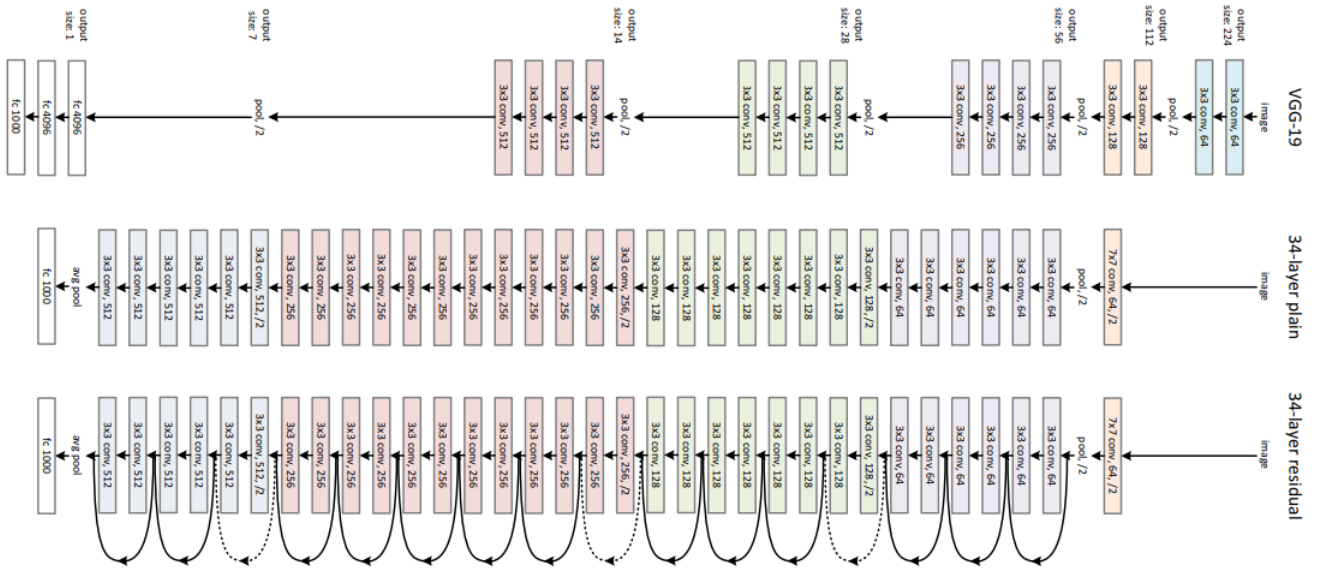 output
size: 224
output
size: 112
output
size: 56
output
size: 28
output
size: 14
output
size: 7
output
size: 1
VGG-19
image
3x3 conv, 64
3x3 conv, 64
pool, /2
3x3 conv, 128
3x3 conv, 128
pool, /2
3x3 conv, 256
3x3 conv, 256
3x3 conv, 256
3x3 conv, 256
pool, /2
3x3 conv, 512
3x3 conv, 512
3x3 conv, 512
3x3 conv, 512
pool, /2
3x3 conv, 512
3x3 conv, 512
3x3 conv, 512
3x3 conv, 512
pool, /2
fc 4096
fc 4096
fc 1000
34-layer plain
image
7x7 conv, 64, /2
pool, /2
3x3 conv, 64
3x3 conv, 64
3x3 conv, 64
3x3 conv, 64
3x3 conv, 64
3x3 conv, 64
3x3 conv, 128, /2
3x3 conv, 128
3x3 conv, 128
3x3 conv, 128
3x3 conv, 128
3x3 conv, 128
3x3 conv, 128
3x3 conv, 128
3x3 conv, 256, /2
3x3 conv, 256
3x3 conv, 256
3x3 conv, 256
3x3 conv, 256
3x3 conv, 256
3x3 conv, 256
3x3 conv, 256
3x3 conv, 256
3x3 conv, 256
3x3 conv, 256
3x3 conv, 256
3x3 conv, 512, /2
3x3 conv, 512
3x3 conv, 512
3x3 conv, 512
3x3 conv, 512
3x3 conv, 512
avg pool
fc 1000
34-layer residual
image
7x7 conv, 64, /2
pool, /2
3x3 conv, 64
3x3 conv, 64
3x3 conv, 64
3x3 conv, 64
3x3 conv, 64
3x3 conv, 64
3x3 conv, 128, /2
3x3 conv, 128
3x3 conv, 128
3x3 conv, 128
3x3 conv, 128
3x3 conv, 128
3x3 conv, 128
3x3 conv, 128
3x3 conv, 256, /2
3x3 conv, 256
3x3 conv, 256
3x3 conv, 256
3x3 conv, 256
3x3 conv, 256
3x3 conv, 256
3x3 conv, 256
3x3 conv, 256
3x3 conv, 256
3x3 conv, 256
3x3 conv, 256
3x3 conv, 512, /2
3x3 conv, 512
3x3 conv, 512
3x3 conv, 512
3x3 conv, 512
3x3 conv, 512
avg pool
fc 1000